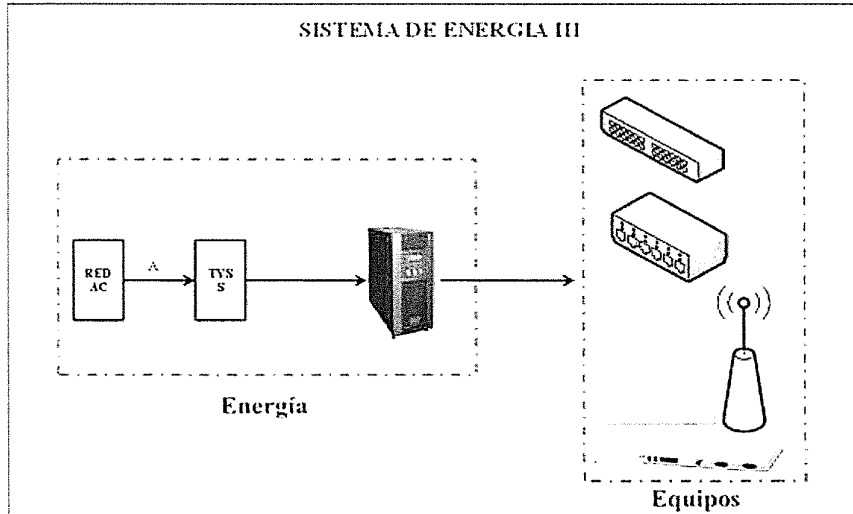 SISTEMA DE ENERGIA III
RED
AC
A
TVS
S
Energía
Equipos